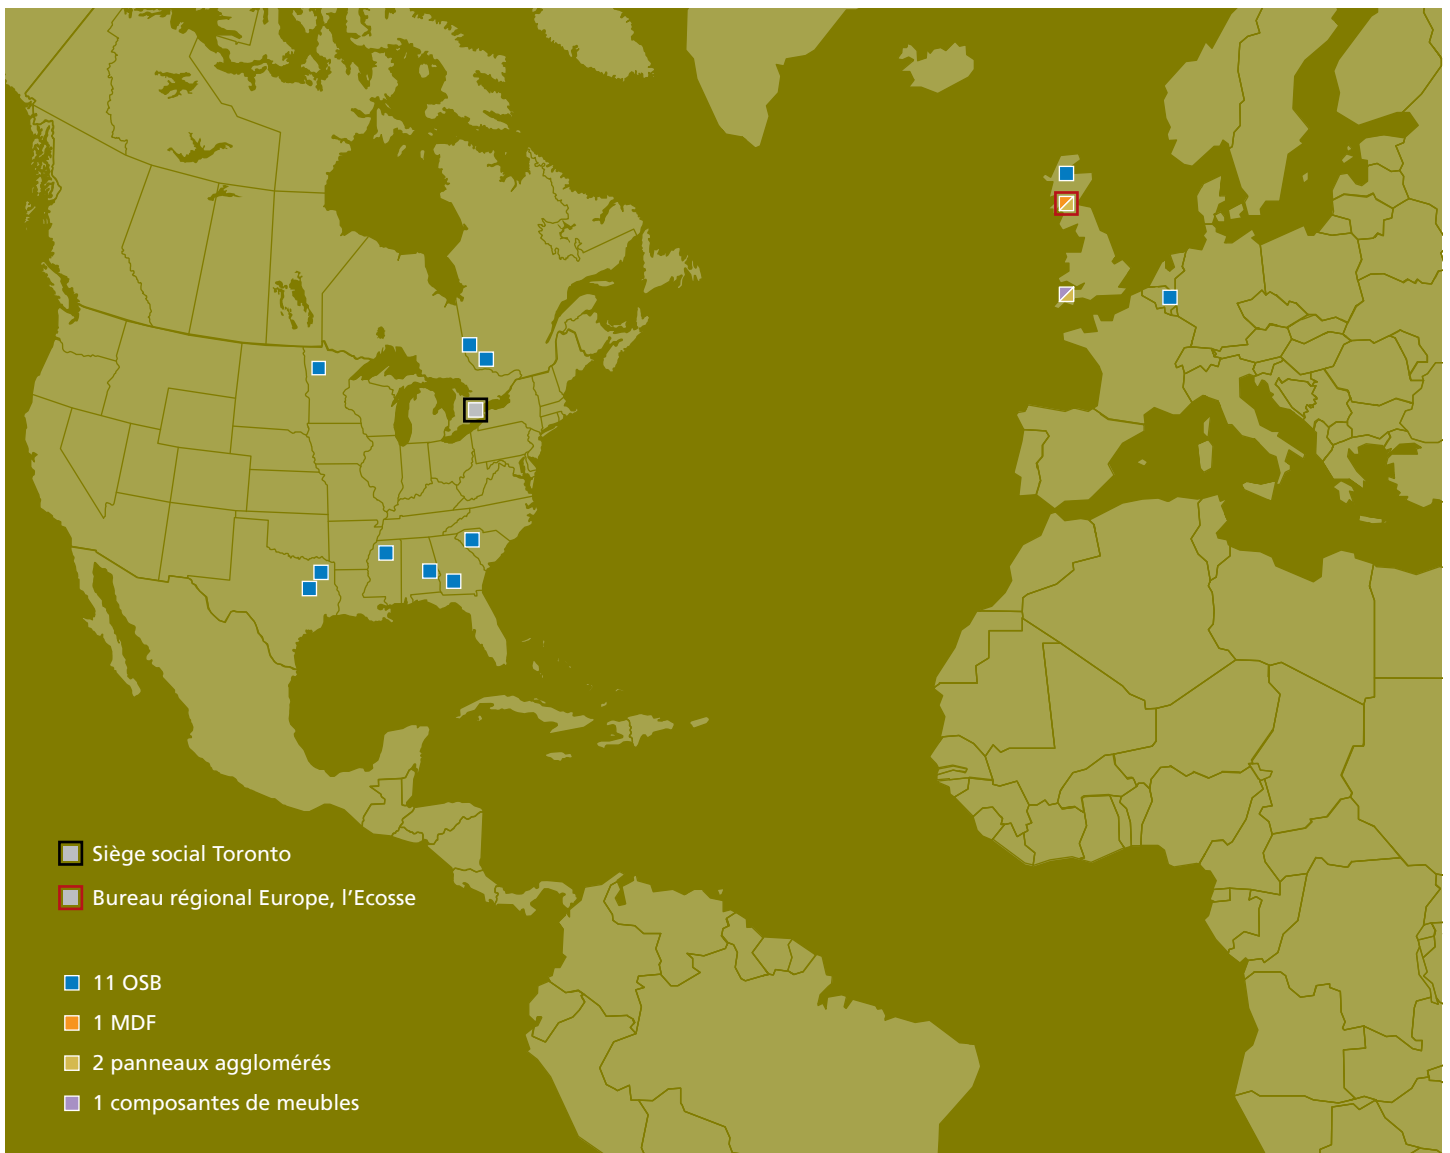 Siège social Toronto
Bureau régional Europe, l'Ecosse
11 OSB
1 MDF
2 panneaux agglomérés
1 composantes de meubles